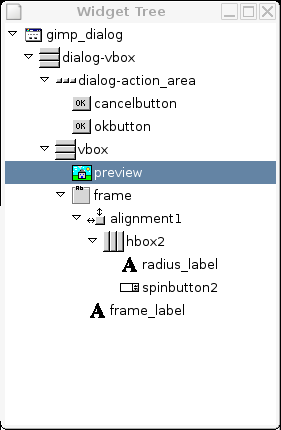 Widget Tree
gimp_dialog
dialog-vbox
dialog-action_area
OK cancelbutton
OK okbutton
vbox
preview
Ab frame
alignment1
hbox2
A radius_label
spinbutton2
A frame_label